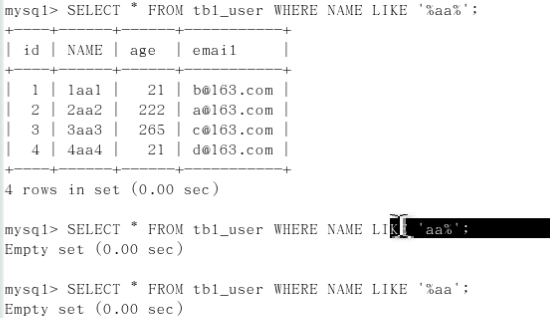 mysql> SELECT * FROM tb1_user WHERE NAME LIKE '%aa%';
+----+------+------+-----------+
| id | NAME | age | email |
+----+------+------+-----------+
| 1 | 1aa1 | 21 | b@163.com |
| 2 | 2aa2 | 222 | a@163.com |
| 3 | 3aa3 | 265 | c@163.com |
| 4 | 4aa4 | 21 | d@163.com |
+----+------+------+-----------+
4 rows in set (0.00 sec)
mysql> SELECT * FROM tb1_user WHERE NAME LIKE 'aa%';
Empty set (0.00 sec)
mysql> SELECT * FROM tb1_user WHERE NAME LIKE '%aa';
Empty set (0.00 sec)